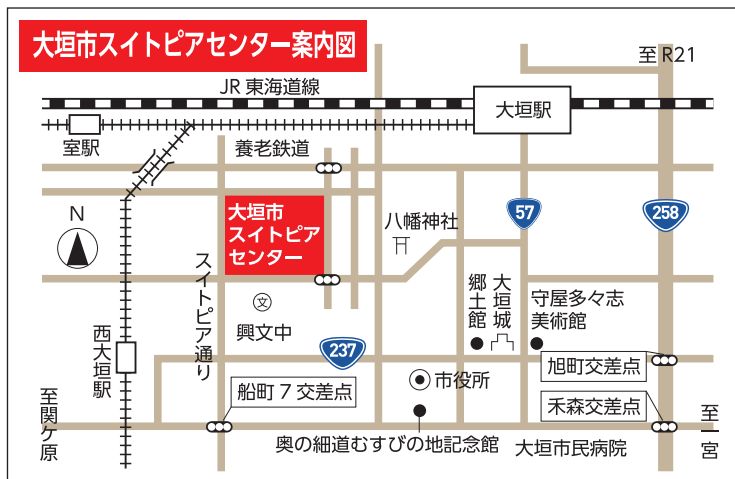 大垣市スイトピアセンター案内図
至R21
JR東海道線
大垣駅
室駅
養老鉄道
N
大垣市
スイトピア
センター
八幡神社
57
258
スイトピア通り
文
興文中
郷土館
大垣城
守屋多々志
美術館
西大垣駅
237
旭町交差点
船町7交差点
市役所
禾森交差点
至関ケ原
奥の細道むすびの地記念館
大垣市民病院
至一宮